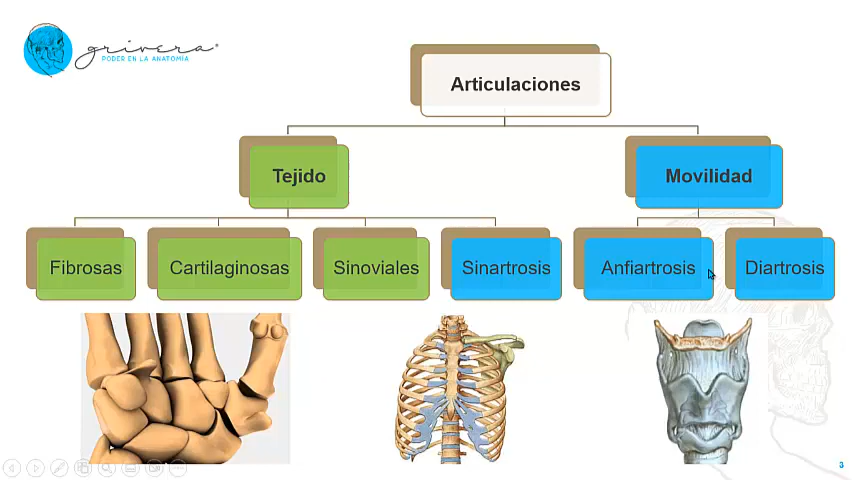 grivera
PODER EN LA ANATOMÍA
Articulaciones
Tejido
Movilidad
Fibrosas
Cartilaginosas
Sinoviales
Sinartrosis
Anfiartrosis
Diartrosis
3